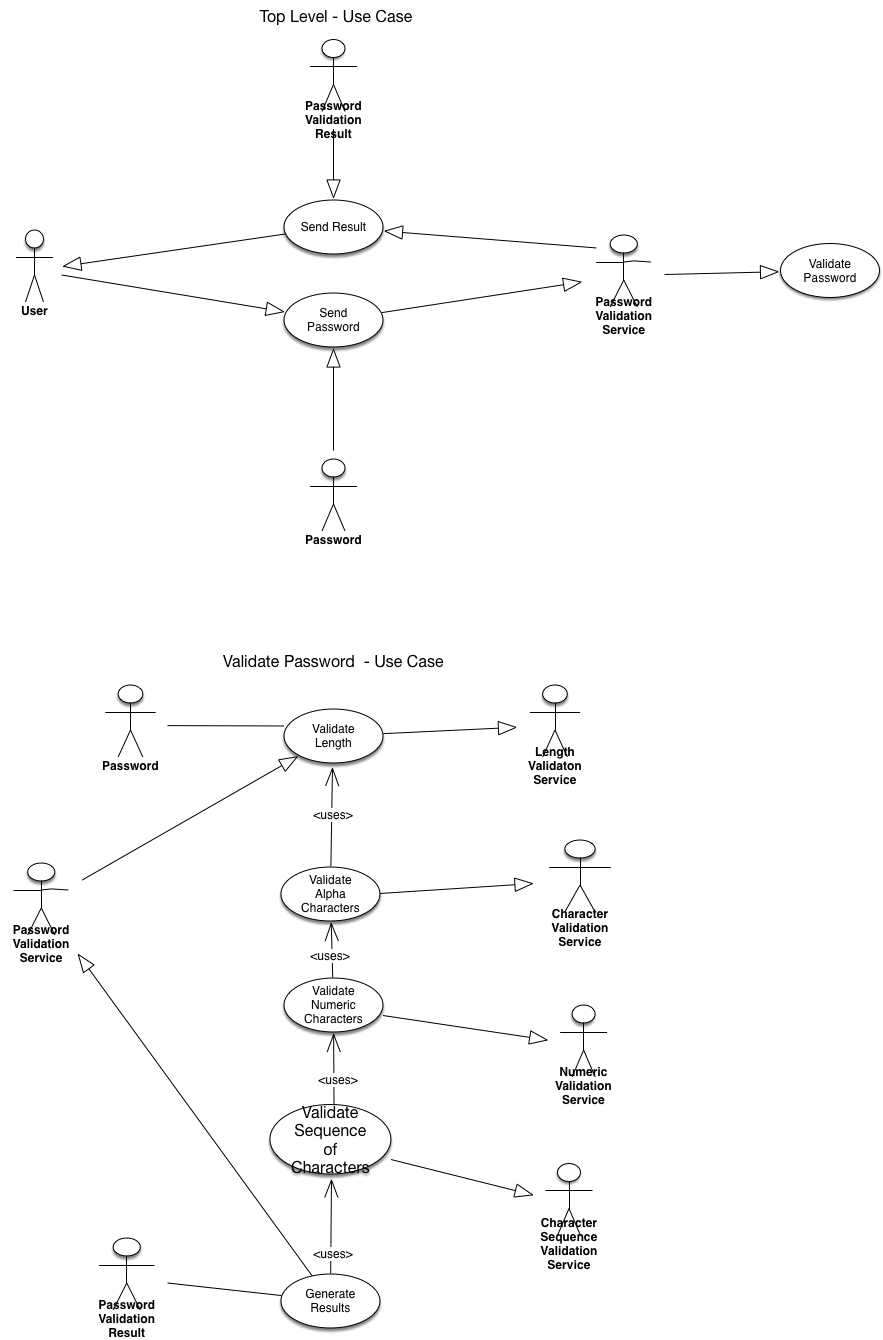 Top Level - Use Case
Password
Validation
Result
Send Result
User
Send
Password
Password
Validation
Service
Validate
Password
Password
Validate Password  - Use Case
Password
Validate
Length
Length
Validaton
Service
<uses>
Validate
Alpha
Characters
Character
Validation
Service
Password
Validation
Service
<uses>
Validate
Numeric
Characters
Numeric
Validation
Service
<uses>
Validate
Sequence
of
Characters
Character
Sequence
Validation
Service
<uses>
Generate
Results
Password
Validation
Result